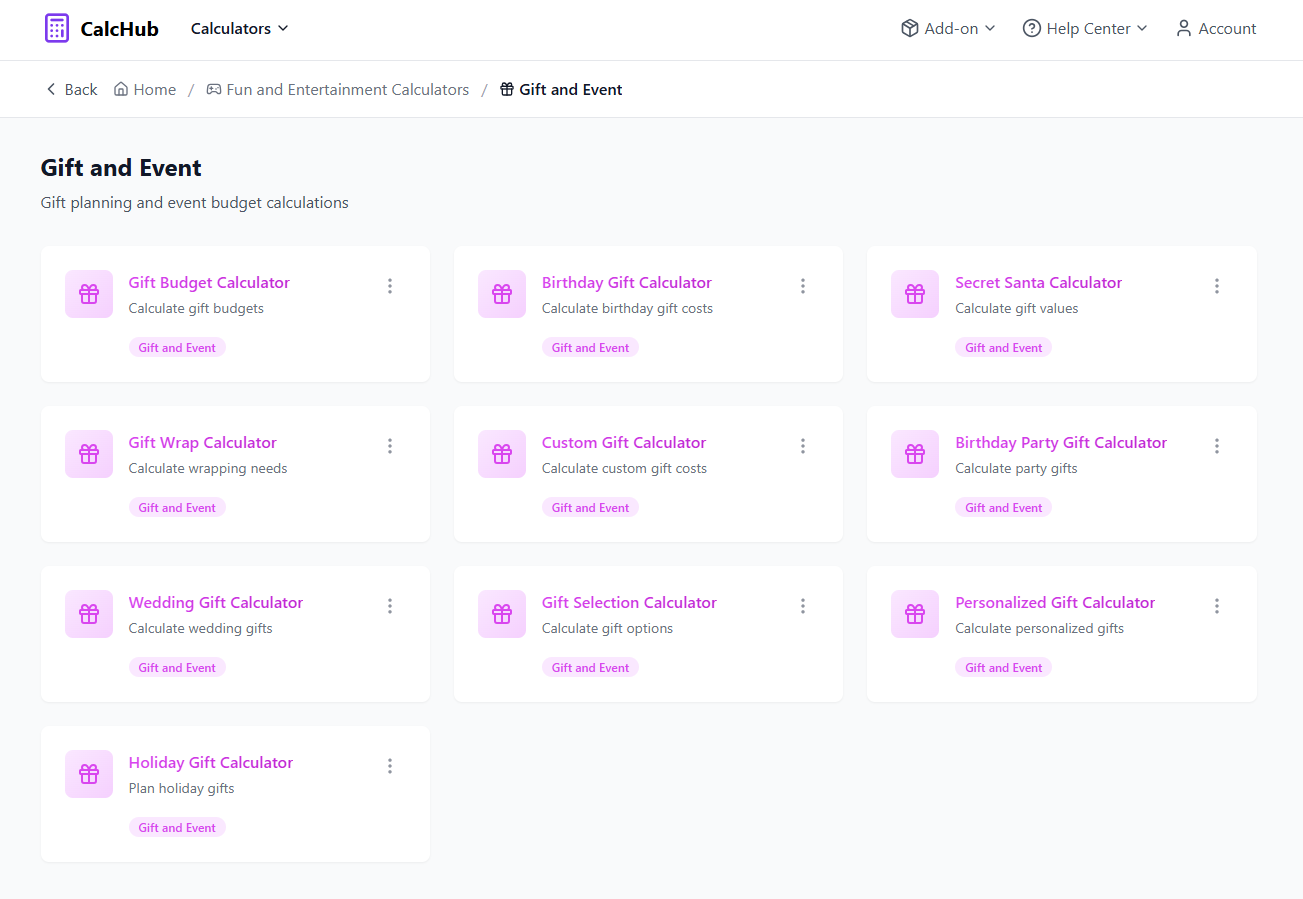 CalcHub Calculators Add-on Help Center Account
Back Home / Fun and Entertainment Calculators / Gift and Event
Gift and Event
Gift planning and event budget calculations
Gift Budget Calculator
Calculate gift budgets
Gift and Event
Birthday Gift Calculator
Calculate birthday gift costs
Gift and Event
Secret Santa Calculator
Calculate gift values
Gift and Event
Gift Wrap Calculator
Calculate wrapping needs
Gift and Event
Custom Gift Calculator
Calculate custom gift costs
Gift and Event
Birthday Party Gift Calculator
Calculate party gifts
Gift and Event
Wedding Gift Calculator
Calculate wedding gifts
Gift and Event
Gift Selection Calculator
Calculate gift options
Gift and Event
Personalized Gift Calculator
Calculate personalized gifts
Gift and Event
Holiday Gift Calculator
Plan holiday gifts
Gift and Event